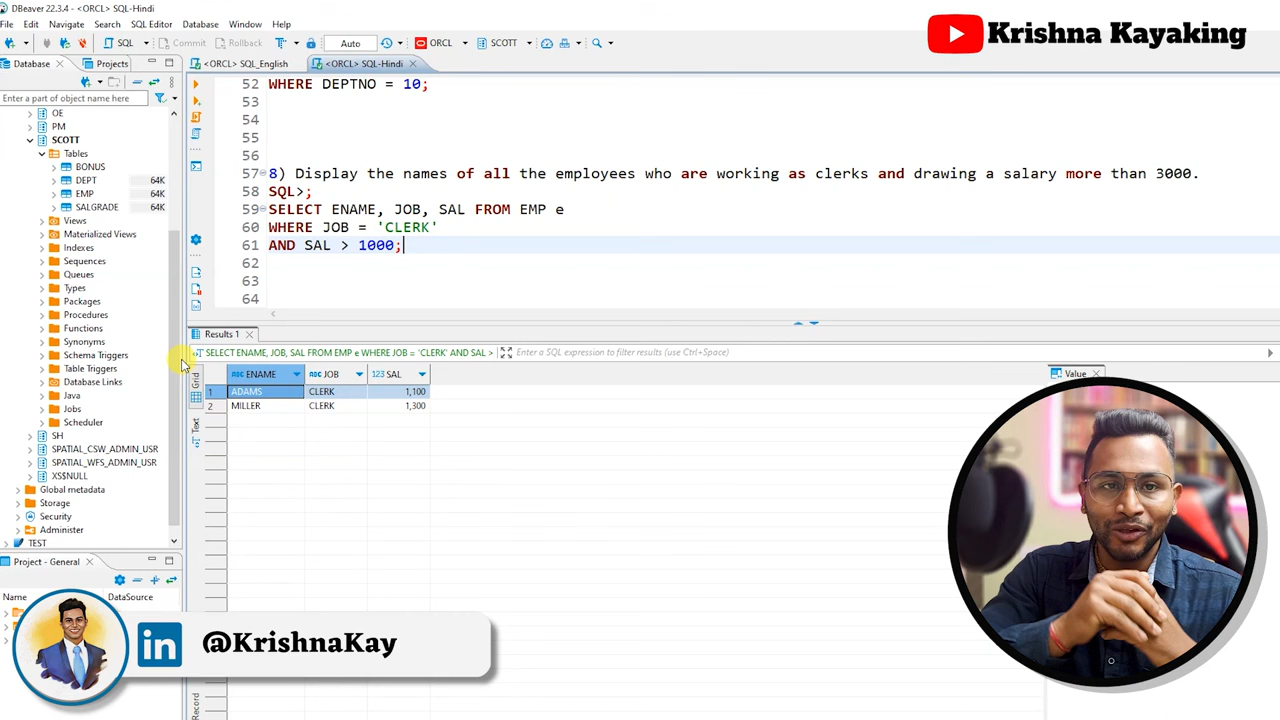 DBeaver 22.3.4 - <ORCL> SQL-Hindi
File Edit Navigate Search SQL Editor Database Window Help
SQL Commit Rollback Auto ORCL SCOTT
Krishna Kayaking
Database Projects
<ORCL> SQL_English <ORCL> SQL-Hindi
Enter a part of object name here
OE
PM
SCOTT
Tables
BONUS
DEPT 64K
EMP 64K
SALGRADE 64K
Views
Materialized Views
Indexes
Sequences
Queues
Types
Packages
Procedures
Functions
Synonyms
Schema Triggers
Table Triggers
Database Links
Java
Jobs
Scheduler
SH
SPATIAL_CSW_ADMIN_USR
SPATIAL_WFS_ADMIN_USR
XS$NULL
Global metadata
Storage
Security
Administer
TEST
Project - General
Name DataSource
52 WHERE DEPTNO = 10;
53
54
55
56
57 8) Display the names of all the employees who are working as clerks and drawing a salary more than 3000.
58 SQL>;
59 SELECT ENAME, JOB, SAL FROM EMP e
60 WHERE JOB = 'CLERK'
61 AND SAL > 1000;
62
63
64
Results 1
SELECT ENAME, JOB, SAL FROM EMP e WHERE JOB = 'CLERK' AND SAL > Enter a SQL expression to filter results (use Ctrl+Space)
Grid
Text
Record
ABC ENAME ABC JOB 123 SAL
1 ADAMS CLERK 1,100
2 MILLER CLERK 1,300
Value
in @KrishnaKay